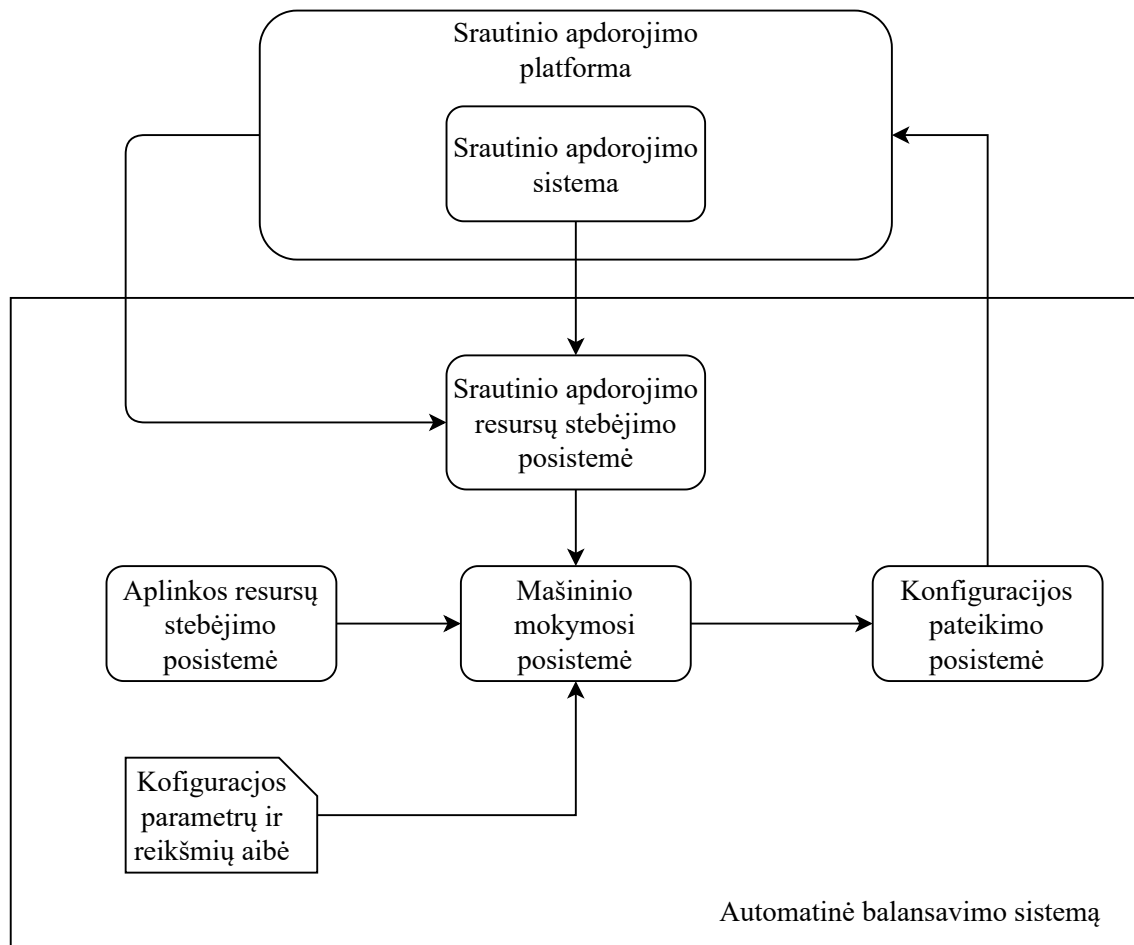 Srautinio apdorojimo
platforma
Srautinio apdorojimo
sistema
Srautinio apdorojimo
resursų stebėjimo
posistemė
Aplinkos resursų
stebėjimo
posistemė
Mašininio
mokymosi
posistemė
Konfiguracijos
pateikimo
posistemė
Kofiguracjos
parametrų ir
reikšmių aibė
Automatinė balansavimo sistemą